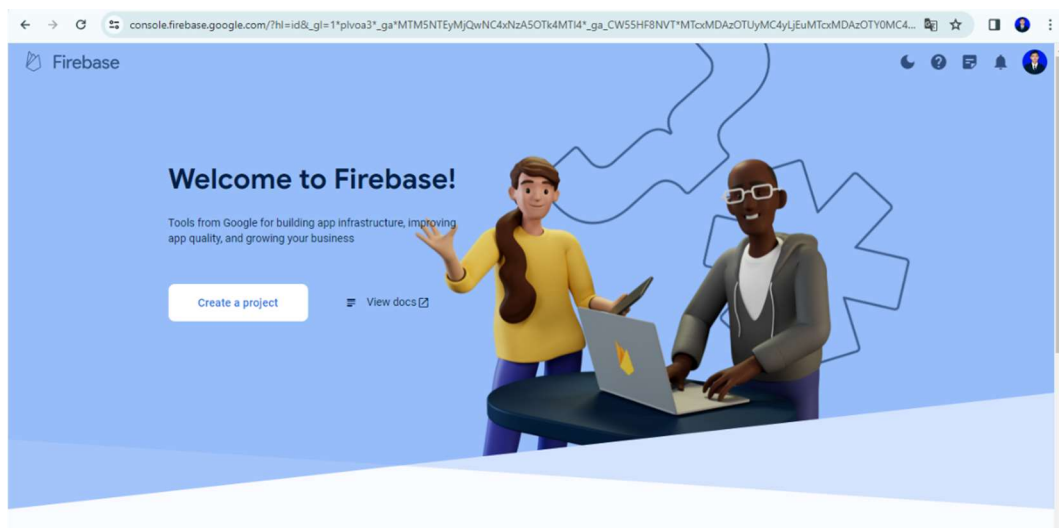 console.firebase.google.com/?hl=id&_gl=1*plvoa3*_ga*MTM5NTEyMjQwNC4xNzA5OTk4MTI4*_ga_CW55HF8NVT*MTcxMDAzOTUyMC4yLjEuMTcxMDAzOTY0MC4...
Firebase
Welcome to Firebase!
Tools from Google for building app infrastructure, improving
app quality, and growing your business
Create a project
View docs